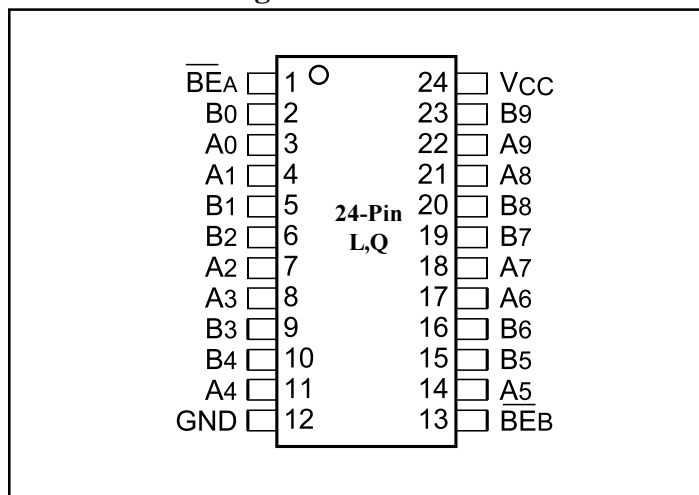 g
B̅E̅A 1 24 VCC
B0 2 23 B9
A0 3 22 A9
A1 4 21 A8
B1 5 20 B8
B2 6 19 B7
A2 7 18 A7
A3 8 17 A6
B3 9 16 B6
B4 10 15 B5
A4 11 14 A5
GND 12 13 B̅E̅B
24-Pin
L,Q